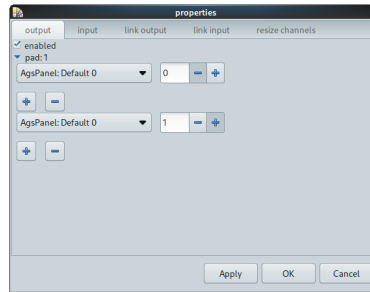 properties
output input link output link input resize channels
enabled
pad: 1
AgsPanel: Default 0 0
AgsPanel: Default 0 1
Apply OK Cancel